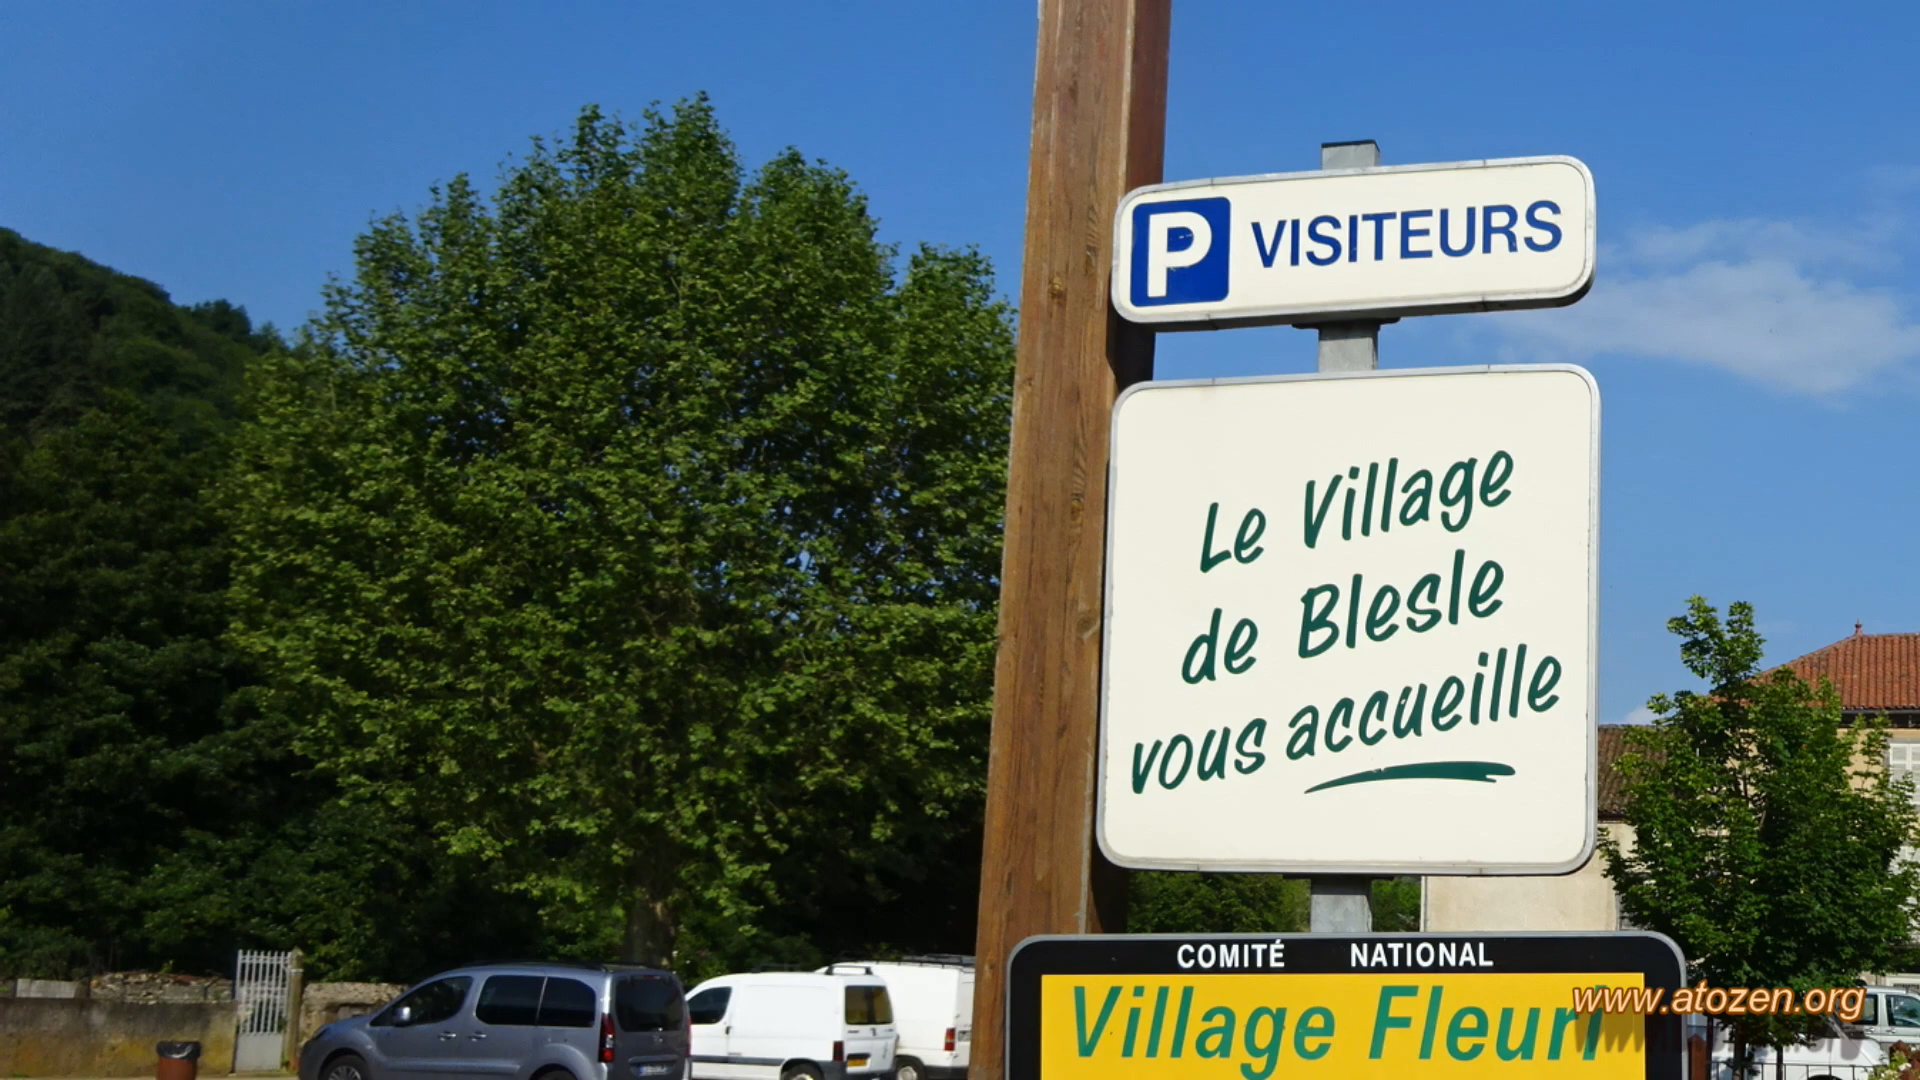 P VISITEURS
Le Village
de Blesle
vous accueille
COMITÉ NATIONAL
Village Fleuri
www.atozen.org